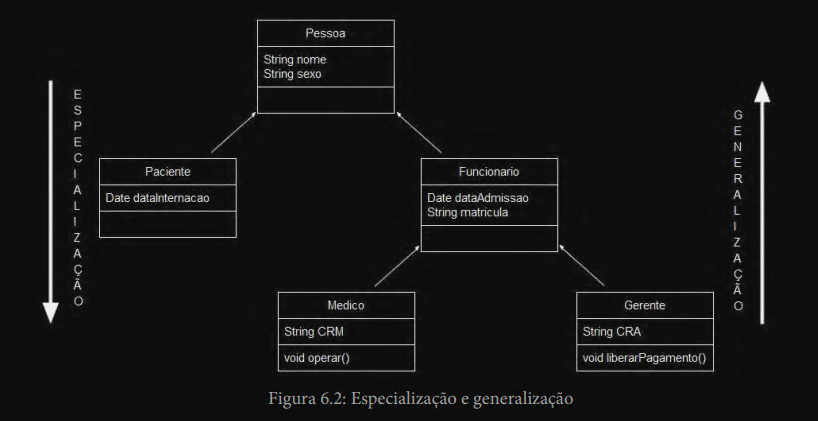 Pessoa
String nome
String sexo
ESPECIALIZAÇÃO
GENERALIZAÇÃO
Paciente
Date dataInternacao
Funcionario
Date dataAdmissao
String matricula
Medico
String CRM
void operar()
Gerente
String CRA
void liberarPagamento()
Figura 6.2: Especialização e generalização